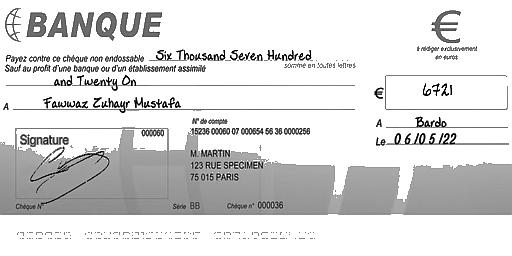 BANQUE
€
à rédiger exclusivement
en euros
Payez contre ce chèque non endossable Six Thousand Seven Hundred
Sauf au profit d'une banque ou d'un établissement assimilé
somme en toutes lettres
and Twenty On
€ 6721
A Fawwaz Zuhayr Mustafa
A Bardo
Le 06/05/22
Signature
000060
N° de compte
15236 00060 07 000654 56 36 0000256
M. MARTIN
123 RUE SPECIMEN
75 015 PARIS
Chèque N°
Série BB
Chèque n° 000036